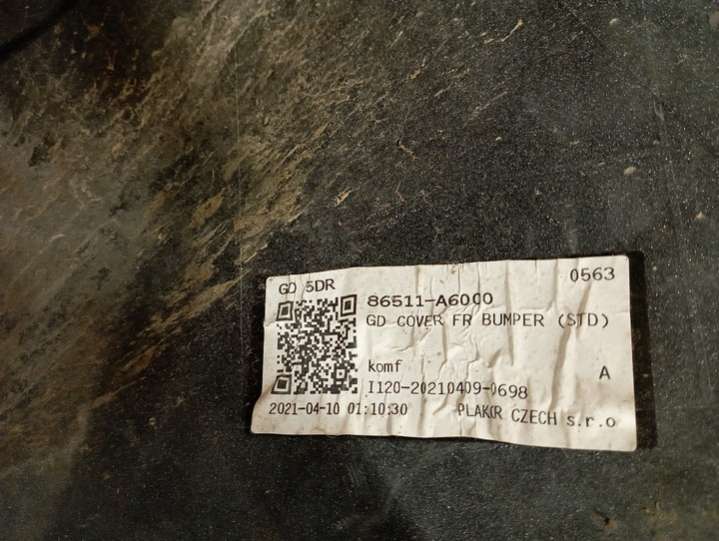 GD 5DR
0563
86511-A6000
GD COVER FR BUMPER (STD)
komf
A
I120-20210409-0698
2021-04-10 01:10:30
PLAKOR CZECH s.r.o